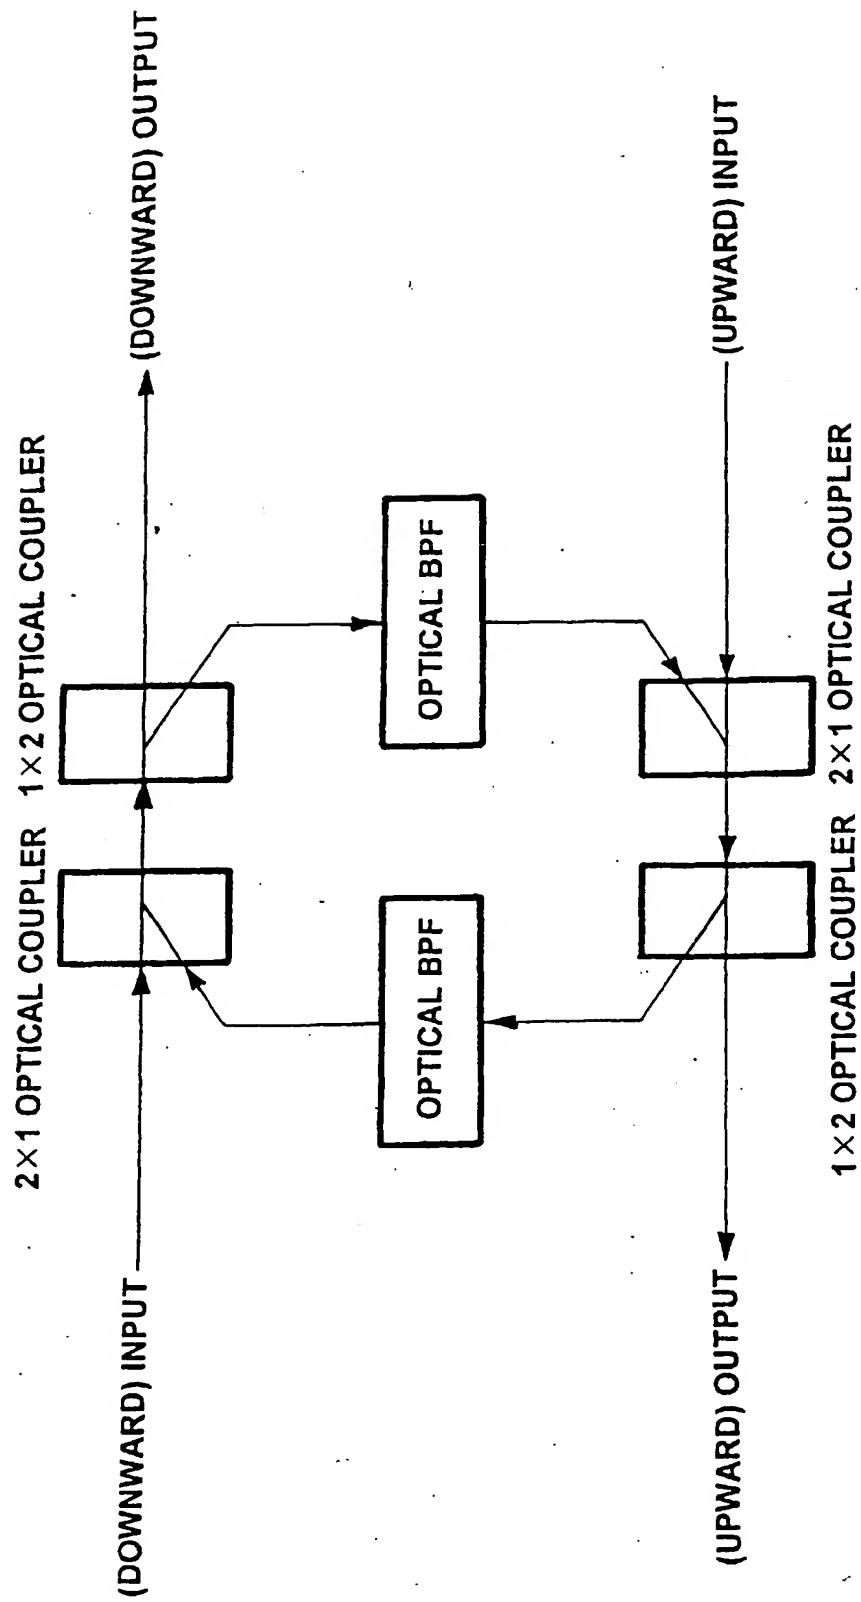 2×1 OPTICAL COUPLER
1×2 OPTICAL COUPLER
(DOWNWARD) INPUT
(DOWNWARD) OUTPUT
OPTICAL BPF
OPTICAL BPF
(UPWARD) OUTPUT
(UPWARD) INPUT
1×2 OPTICAL COUPLER
2×1 OPTICAL COUPLER